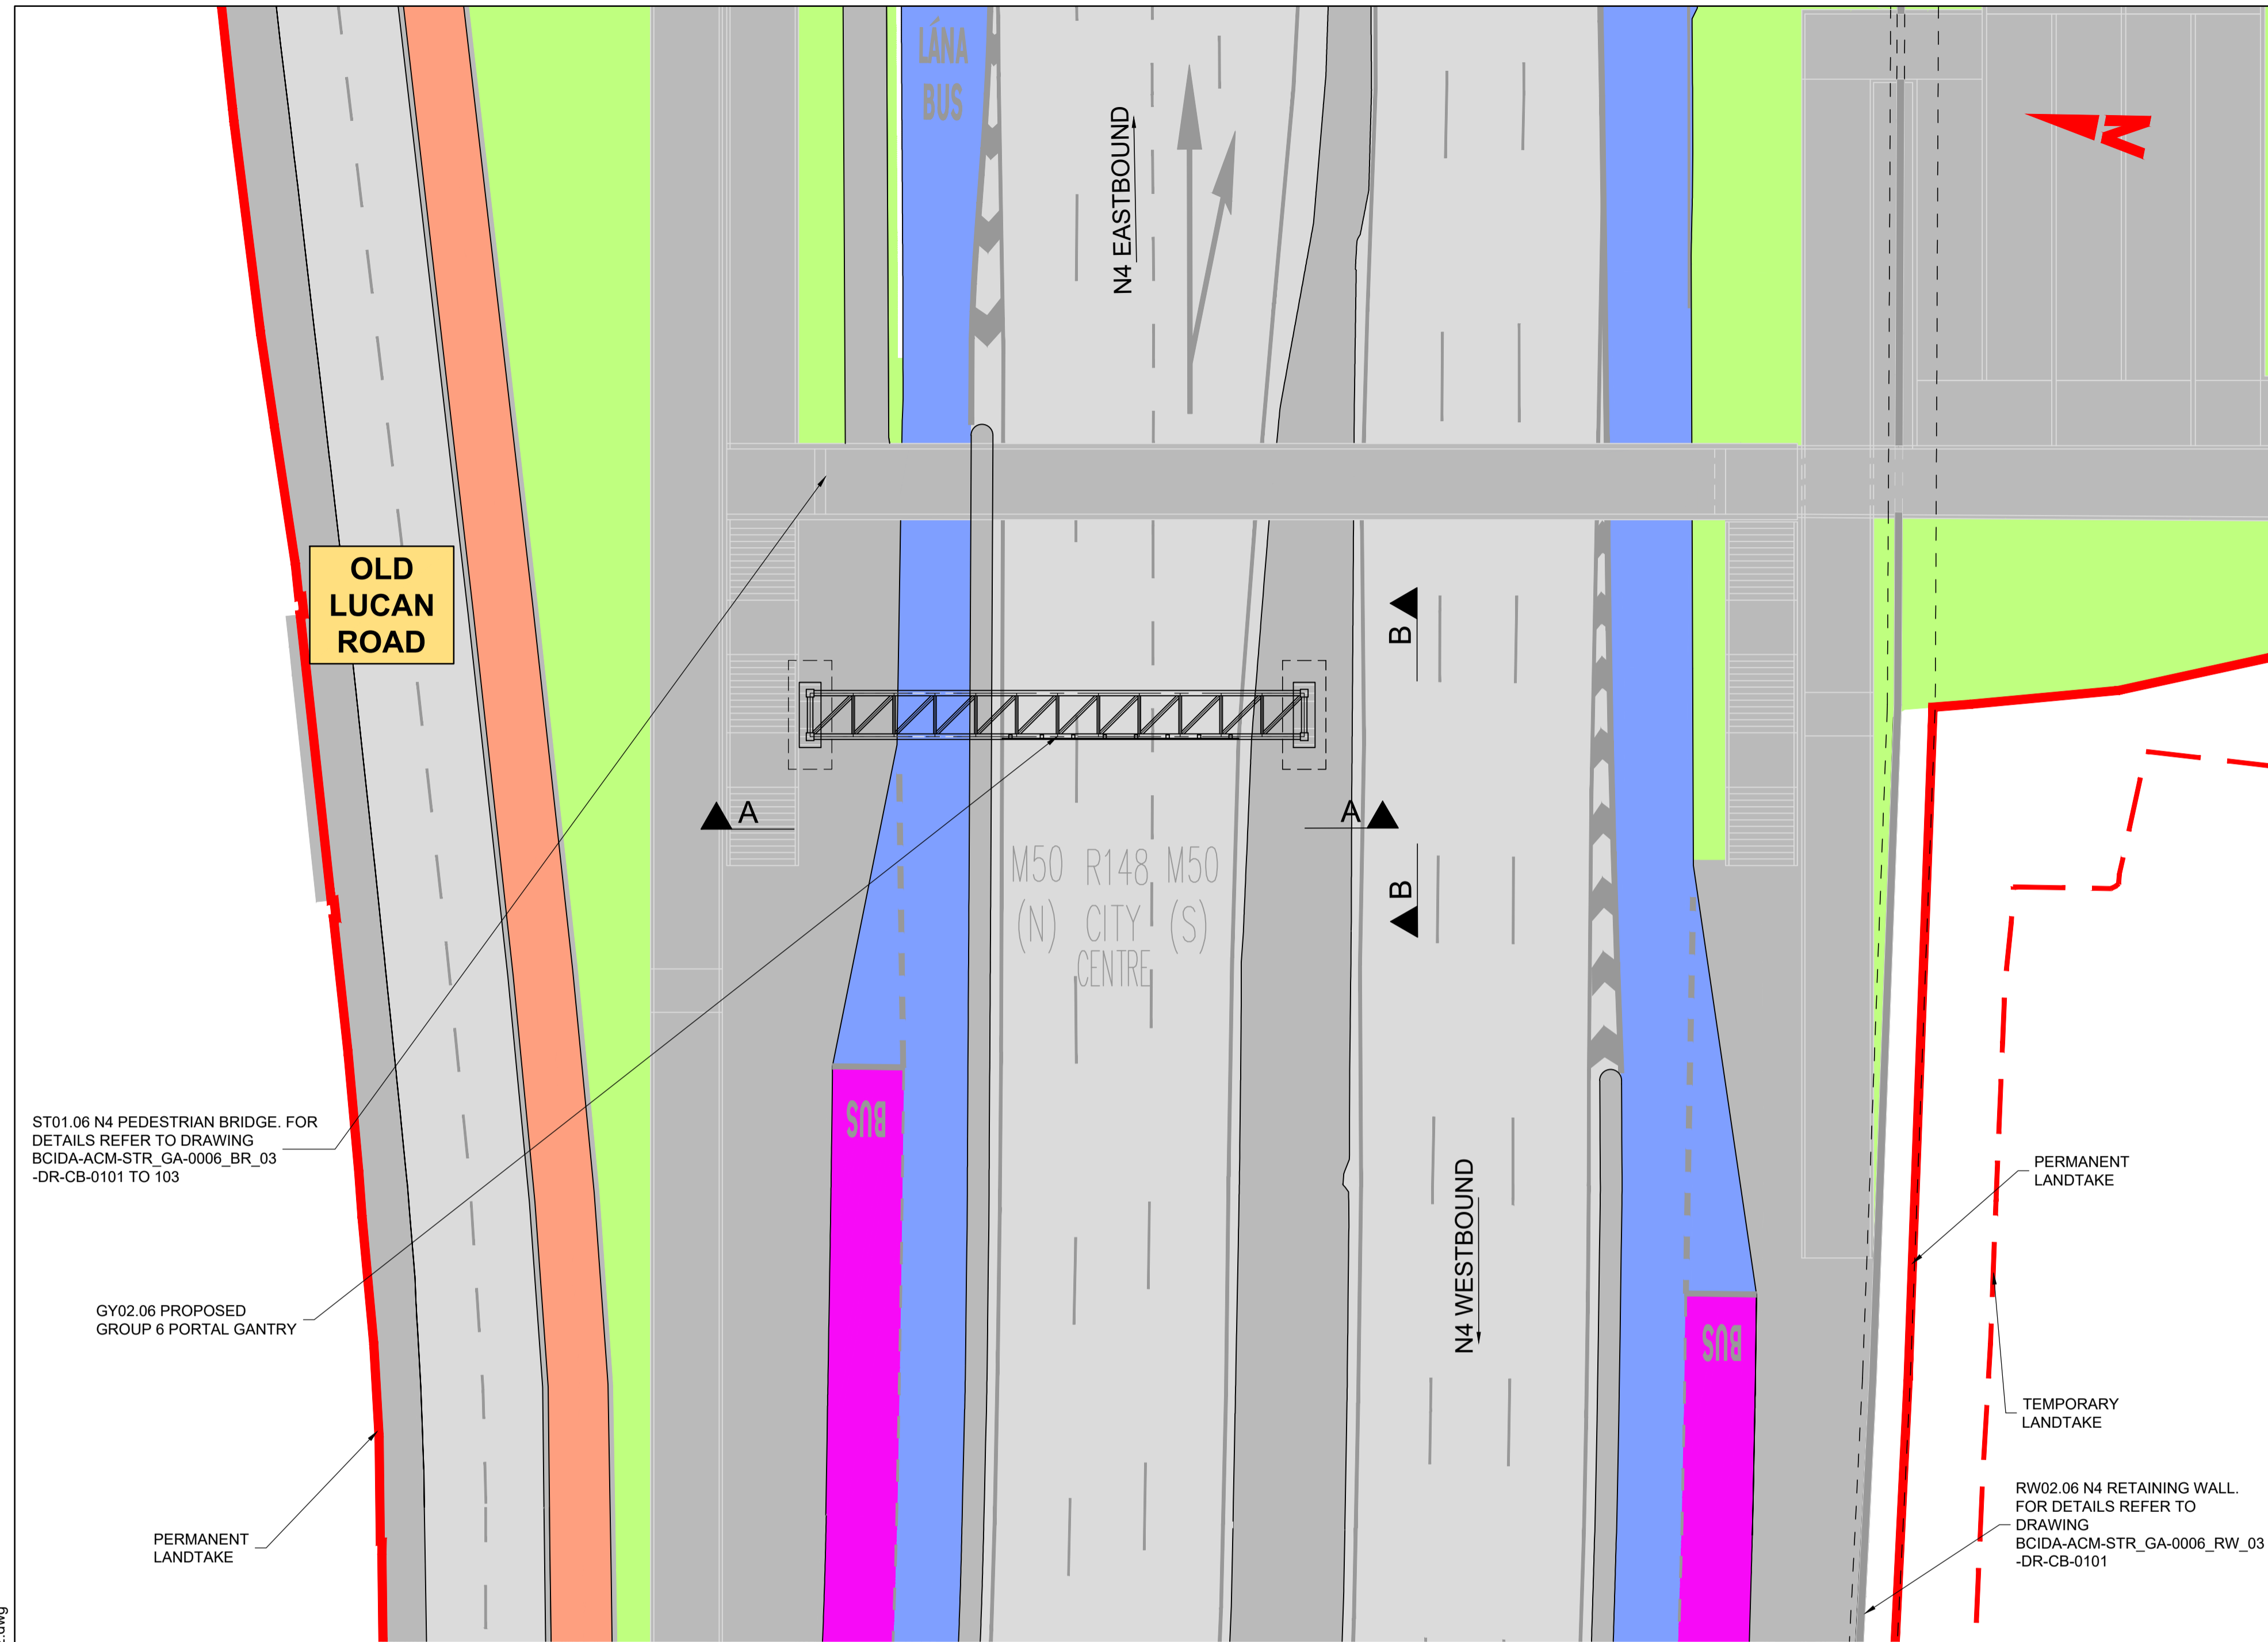 LÁNA
BUS
N4 EASTBOUND
N
OLD
LUCAN
ROAD
B
A
A
B
M50 R148 M50
(N) CITY (S)
CENTRE
BUS
ST01.06 N4 PEDESTRIAN BRIDGE. FOR
DETAILS REFER TO DRAWING
BCIDA-ACM-STR_GA-0006_BR_03
-DR-CB-0101 TO 103
GY02.06 PROPOSED
GROUP 6 PORTAL GANTRY
PERMANENT
LANDTAKE
N4 WESTBOUND
BUS
PERMANENT
LANDTAKE
TEMPORARY
LANDTAKE
RW02.06 N4 RETAINING WALL.
FOR DETAILS REFER TO
DRAWING
BCIDA-ACM-STR_GA-0006_RW_03
-DR-CB-0101
.dwg